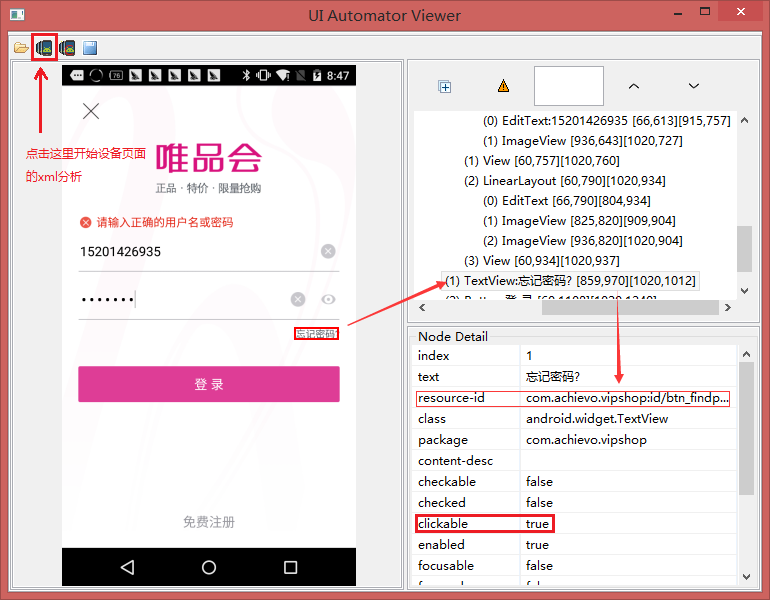 UI Automator Viewer
76
8:47
点击这里开始设备页面
的xml分析
唯品会
正品 · 特价 · 限量抢购
请输入正确的用户名或密码
15201426935
•••••••
忘记密码?
登 录
免费注册
(0) EditText:15201426935 [66,613][915,757]
(1) ImageView [936,643][1020,727]
(1) View [60,757][1020,760]
(2) LinearLayout [60,790][1020,934]
(0) EditText [66,790][804,934]
(1) ImageView [825,820][909,904]
(2) ImageView [936,820][1020,904]
(3) View [60,934][1020,937]
(1) TextView:忘记密码? [859,970][1020,1012]
Node Detail
index 1
text 忘记密码?
resource-id com.achievo.vipshop:id/btn_findp...
class android.widget.TextView
package com.achievo.vipshop
content-desc
checkable false
checked false
clickable true
enabled true
focusable false